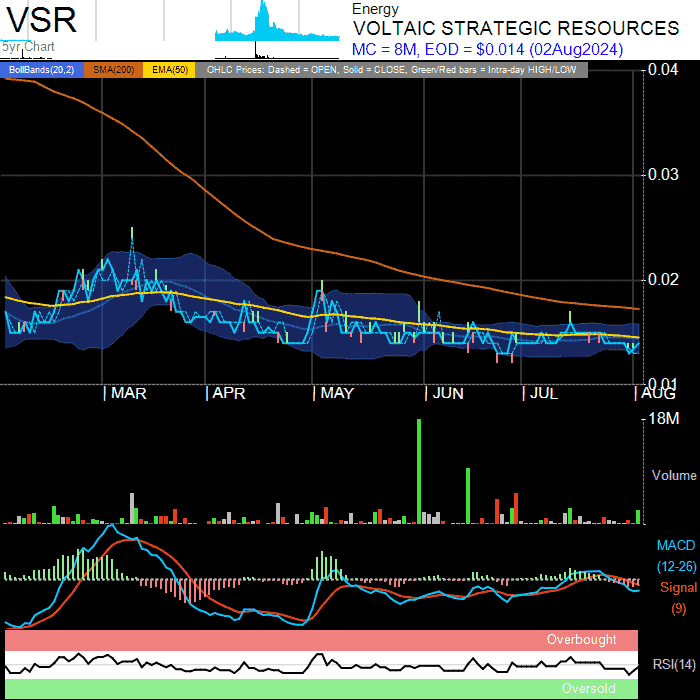 VSR
Energy
VOLTAIC STRATEGIC RESOURCES
MC = 8M, EOD = $0.014 (02Aug2024)
5yr Chart
BollBands(20,2) SMA(200) EMA(50) OHLC Prices: Dashed = OPEN, Solid = CLOSE, Green/Red bars = Intra-day HIGH/LOW
0.04
0.03
0.02
0.01
MAR APR MAY JUN JUL AUG
18M
Volume
MACD
(12-26)
Signal
(9)
Overbought
RSI(14)
Oversold